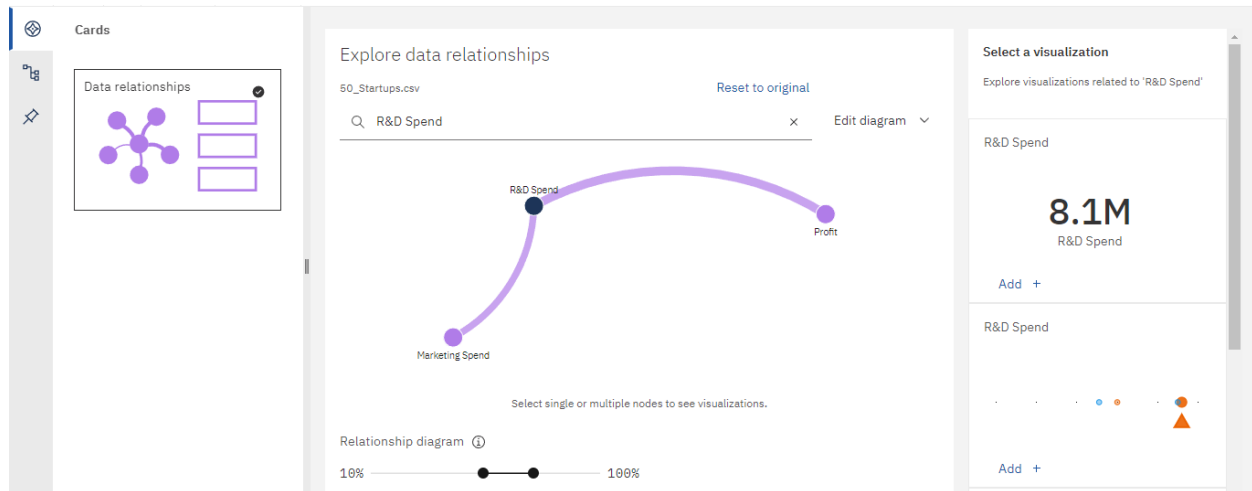 Cards
Data relationships
Explore data relationships
50_Startups.csv
Reset to original
R&D Spend
Edit diagram
R&D Spend
Profit
Marketing Spend
Select single or multiple nodes to see visualizations.
Relationship diagram
10%
100%
Select a visualization
Explore visualizations related to 'R&D Spend'
R&D Spend
8.1M
R&D Spend
Add +
R&D Spend
Add +